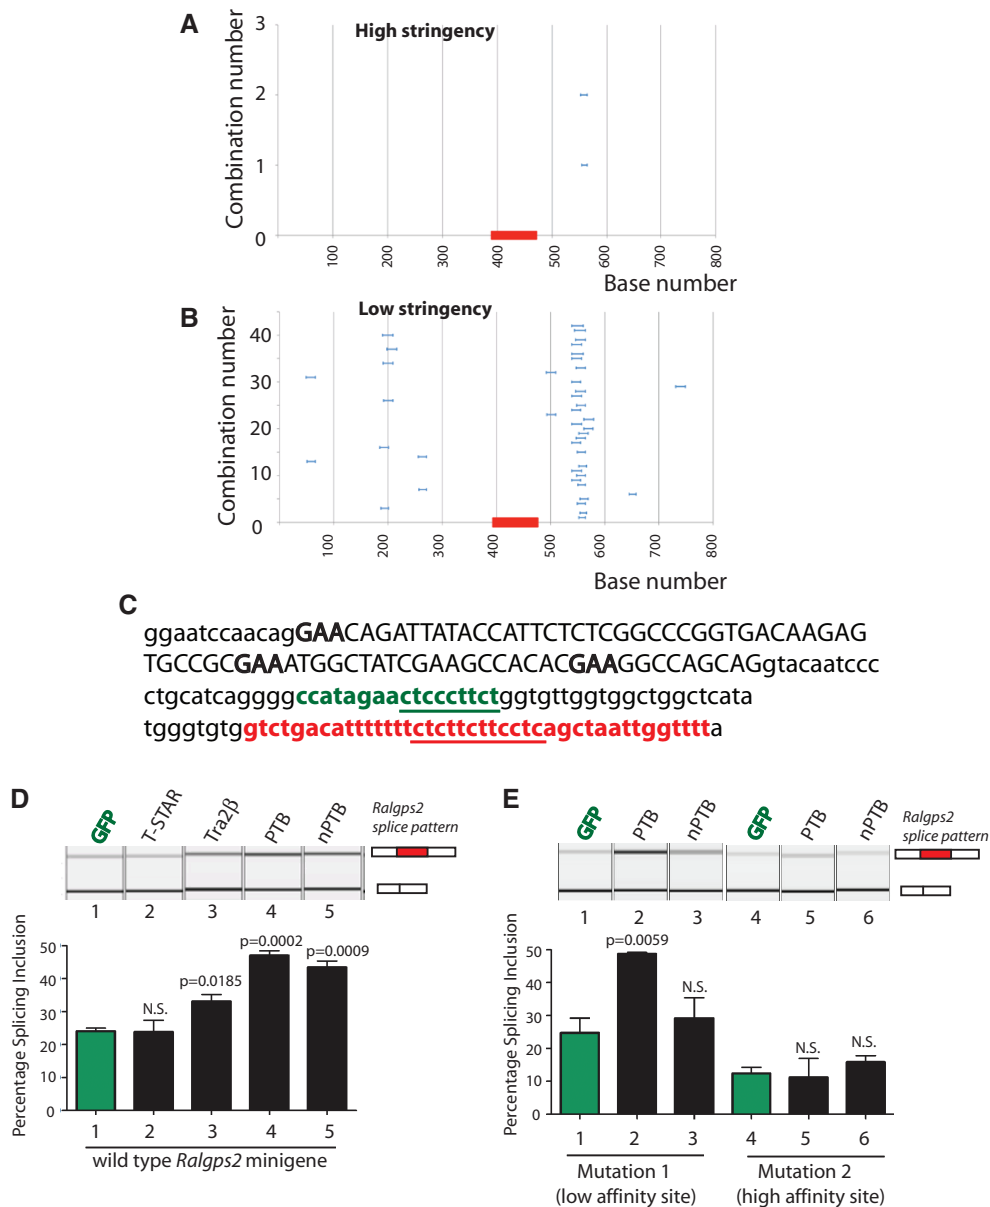 A
High stringency
Combination number
3
2
1
0
100
200
300
400
500
600
700
800
Base number
B
Low stringency
Combination number
40
30
20
10
0
100
200
300
400
500
600
700
800
Base number
C
ggaatccaacagGAACAGATTATACCATTCTCTCGGCCCGGTGACAAGAG
TGCCGCGAAATGGCTATCGAAGCCACACGAAGGCCAGCAGgtacaatccc
ctgcatcaggggccatagaactcccttctggtgttggtggctggctcata
tgggtgtggtctgacatttttttctcttcttcctcagctaattggtttta
D
GFP
T-STAR
Tra2β
PTB
nPTB
Ralgps2
splice pattern
1 2 3 4 5
Percentage Splicing Inclusion
50
40
30
20
10
0
N.S.
p=0.0185
p=0.0002
p=0.0009
1 2 3 4 5
wild type Ralgps2 minigene
E
GFP
PTB
nPTB
GFP
PTB
nPTB
Ralgps2
splice pattern
1 2 3 4 5 6
Percentage Splicing Inclusion
50
40
30
20
10
0
p=0.0059
N.S.
N.S.
N.S.
1 2 3 4 5 6
Mutation 1
(low affinity site)
Mutation 2
(high affinity site)